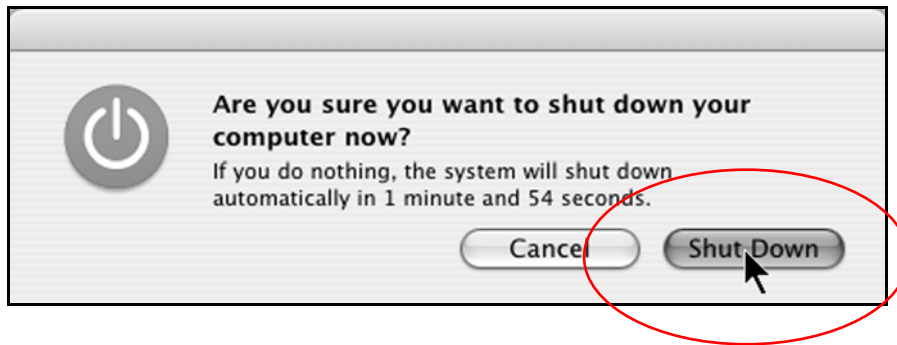 Are you sure you want to shut down your
computer now?
If you do nothing, the system will shut down
automatically in 1 minute and 54 seconds.
Cancel Shut Down